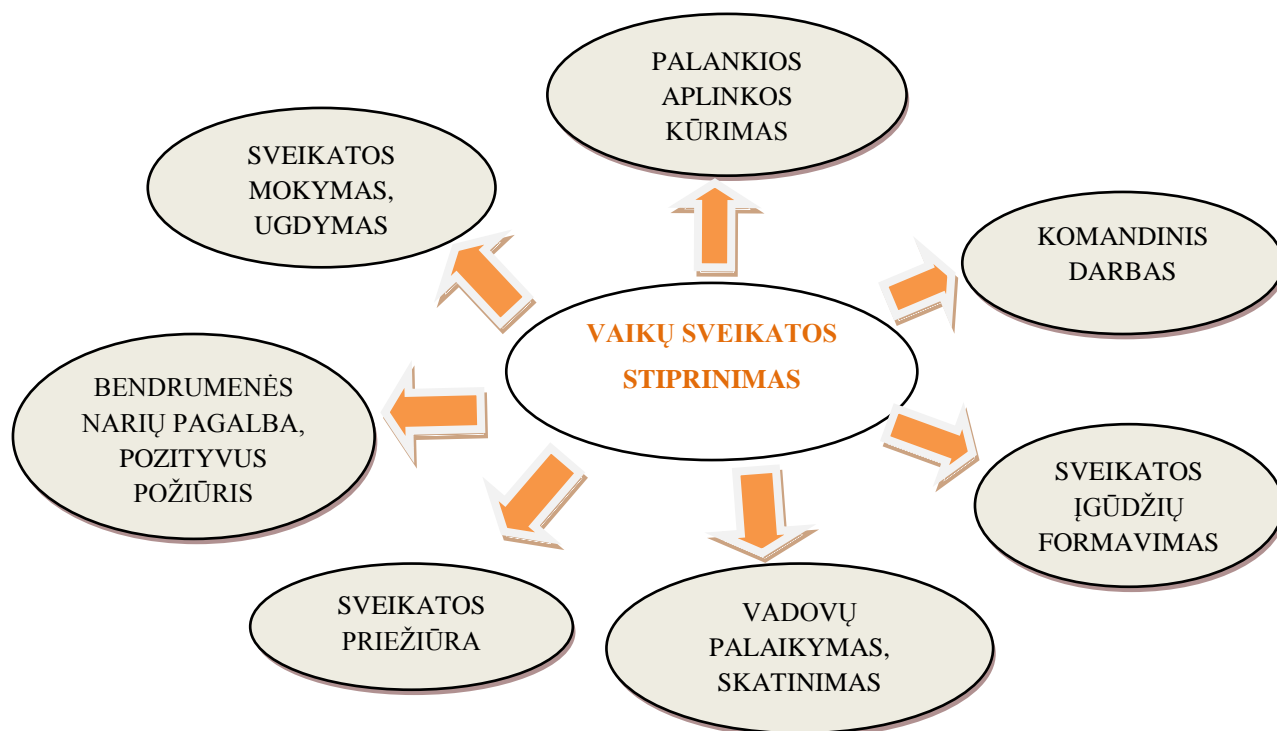 PALANKIOS
APLINKOS
KŪRIMAS
SVEIKATOS
MOKYMAS,
UGDYMAS
KOMANDINIS
DARBAS
VAIKŲ SVEIKATOS
STIPRINIMAS
BENDRUMENĖS
NARIŲ PAGALBA,
POZITYVUS
POŽIŪRIS
SVEIKATOS
ĮGŪDŽIŲ
FORMAVIMAS
SVEIKATOS
PRIEŽIŪRA
VADOVŲ
PALAIKYMAS,
SKATINIMAS